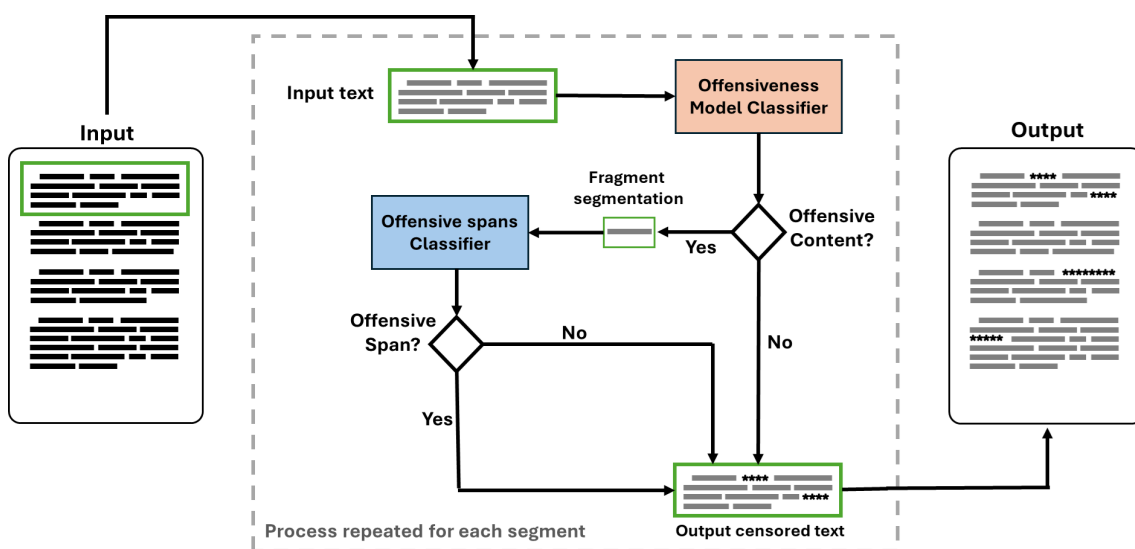 Input
Input text
Offensiveness
Model Classifier
Fragment
segmentation
Offensive
Content?
Yes
No
Offensive spans
Classifier
Offensive
Span?
No
Yes
****
****
Output censored text
Process repeated for each segment
Output
****
****
********
*****